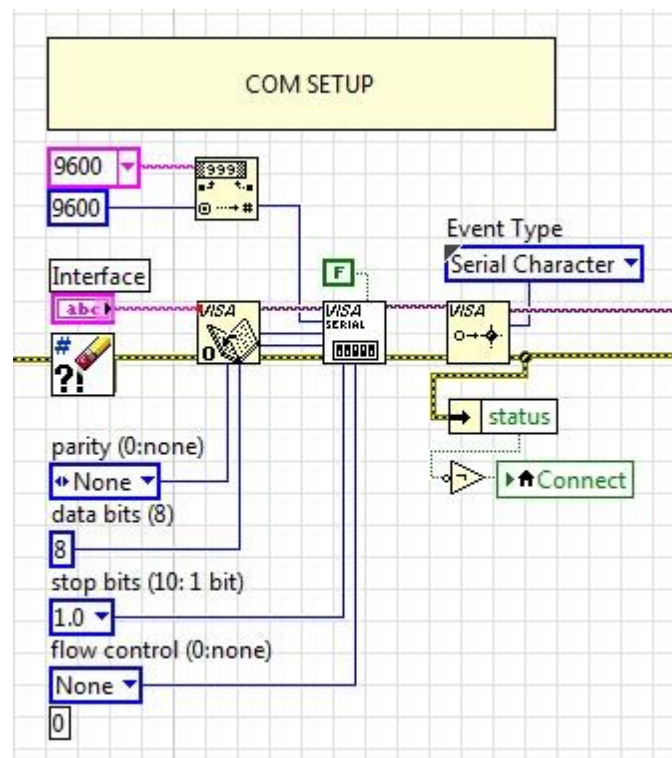 COM SETUP
9600
999
9600
#
Event Type
Serial Character
Interface
F
abc
VISA
VISA
SERIAL
VISA
#
?!
status
parity (0:none)
None
Connect
data bits (8)
8
stop bits (10: 1 bit)
1.0
flow control (0:none)
None
0